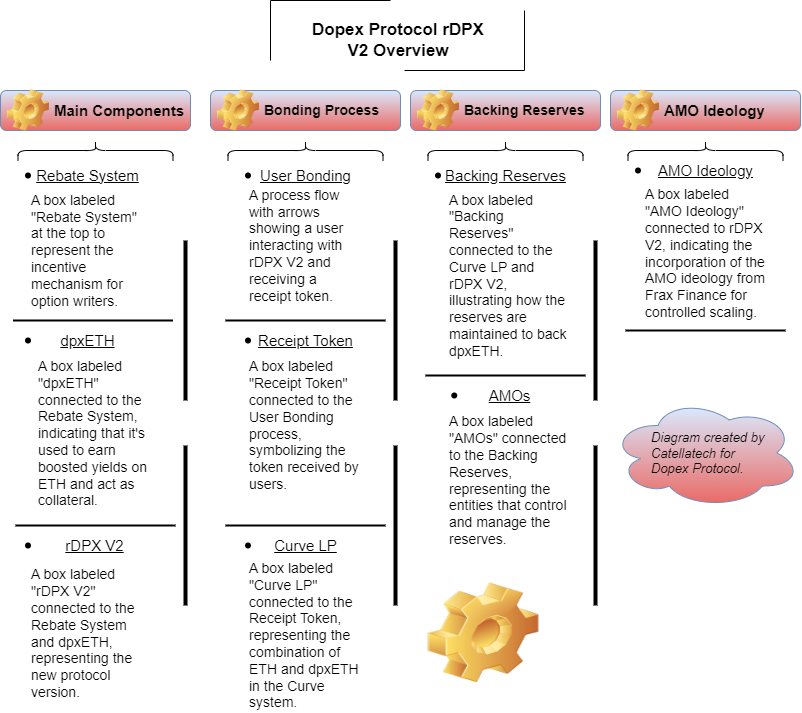 Dopex Protocol rDPX
V2 Overview
Main Components
Rebate System
A box labeled
"Rebate System"
at the top to
represent the
incentive
mechanism for
option writers.
dpxETH
A box labeled
"dpxETH"
connected to the
Rebate System,
indicating that it's
used to earn
boosted yields on
ETH and act as
collateral.
rDPX V2
A box labeled
"rDPX V2"
connected to the
Rebate System
and dpxETH,
representing the
new protocol
version.
Bonding Process
User Bonding
A process flow
with arrows
showing a user
interacting with
rDPX V2 and
receiving a
receipt token.
Receipt Token
A box labeled
"Receipt Token"
connected to the
User Bonding
process,
symbolizing the
token received by
users.
Curve LP
A box labeled
"Curve LP"
connected to the
Receipt Token,
representing the
combination of
ETH and dpxETH
in the Curve
system.
Backing Reserves
Backing Reserves
A box labeled
"Backing
Reserves"
connected to the
Curve LP and
rDPX V2,
illustrating how the
reserves are
maintained to back
dpxETH.
AMOs
A box labeled
"AMOs" connected
to the Backing
Reserves,
representing the
entities that control
and manage the
reserves.
AMO Ideology
AMO Ideology
A box labeled
"AMO Ideology"
connected to rDPX
V2, indicating the
incorporation of the
AMO ideology from
Frax Finance for
controlled scaling.
Diagram created by
Catellatech for
Dopex Protocol.